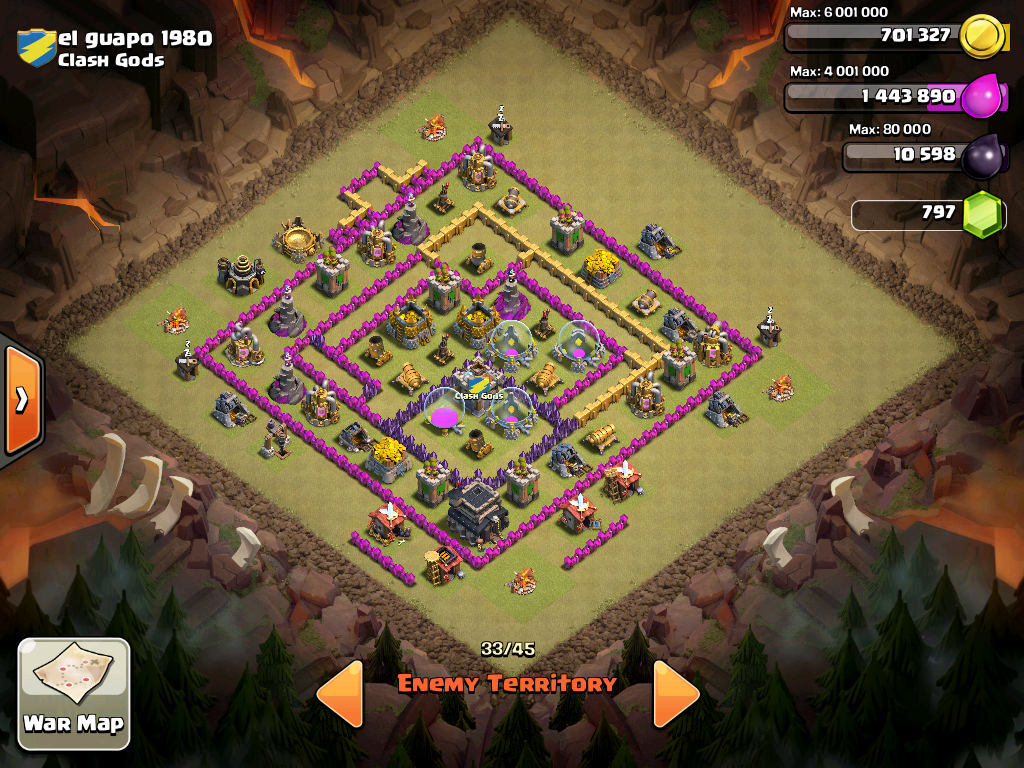 el guapo 1980
Clash Gods
Max: 6 001 000
701 327
Max: 4 001 000
1 443 890
Max: 80 000
10 598
797
Clash Gods
33/45
Enemy Territory
War Map